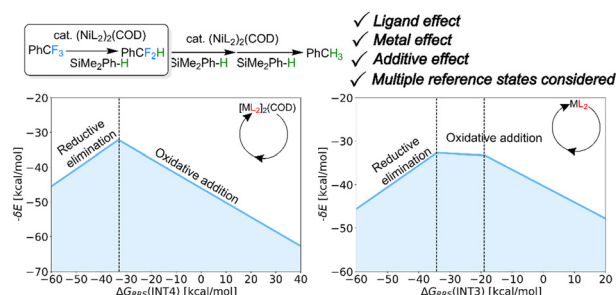 cat. (NiL₂)₂(COD)
cat. (NiL₂)₂(COD)
PhCF₃
PhCF₂H
PhCH₃
SiMe₂Ph-H
SiMe₂Ph-H
SiMe₂Ph-H
✓ Ligand effect
✓ Metal effect
✓ Additive effect
✓ Multiple reference states considered
-δE [kcal/mol]
−20
−30
−40
−50
−60
−70
Reductive
elimination
Oxidative addition
[ML₂]₂(COD)
−60 −50 −40 −30 −20 −10 0 10 20 30 40
ΔG_RRS(INT4) [kcal/mol]
-δE [kcal/mol]
−20
−30
−40
−50
−60
−70
Reductive
elimination
Oxidative addition
ML₂
−60 −50 −40 −30 −20 −10 0 10 20
ΔG_RRS(INT3) [kcal/mol]